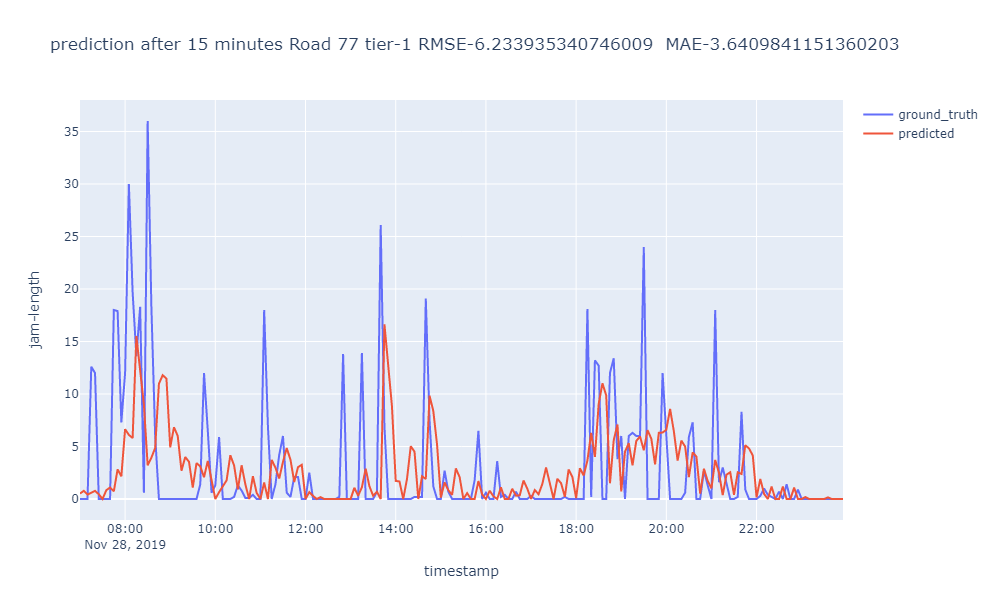 prediction after 15 minutes Road 77 tier-1 RMSE-6.233935340746009  MAE-3.6409841151360203
ground_truth
predicted
jam-length
35
30
25
20
15
10
5
0
08:00 10:00 12:00 14:00 16:00 18:00 20:00 22:00
Nov 28, 2019
timestamp